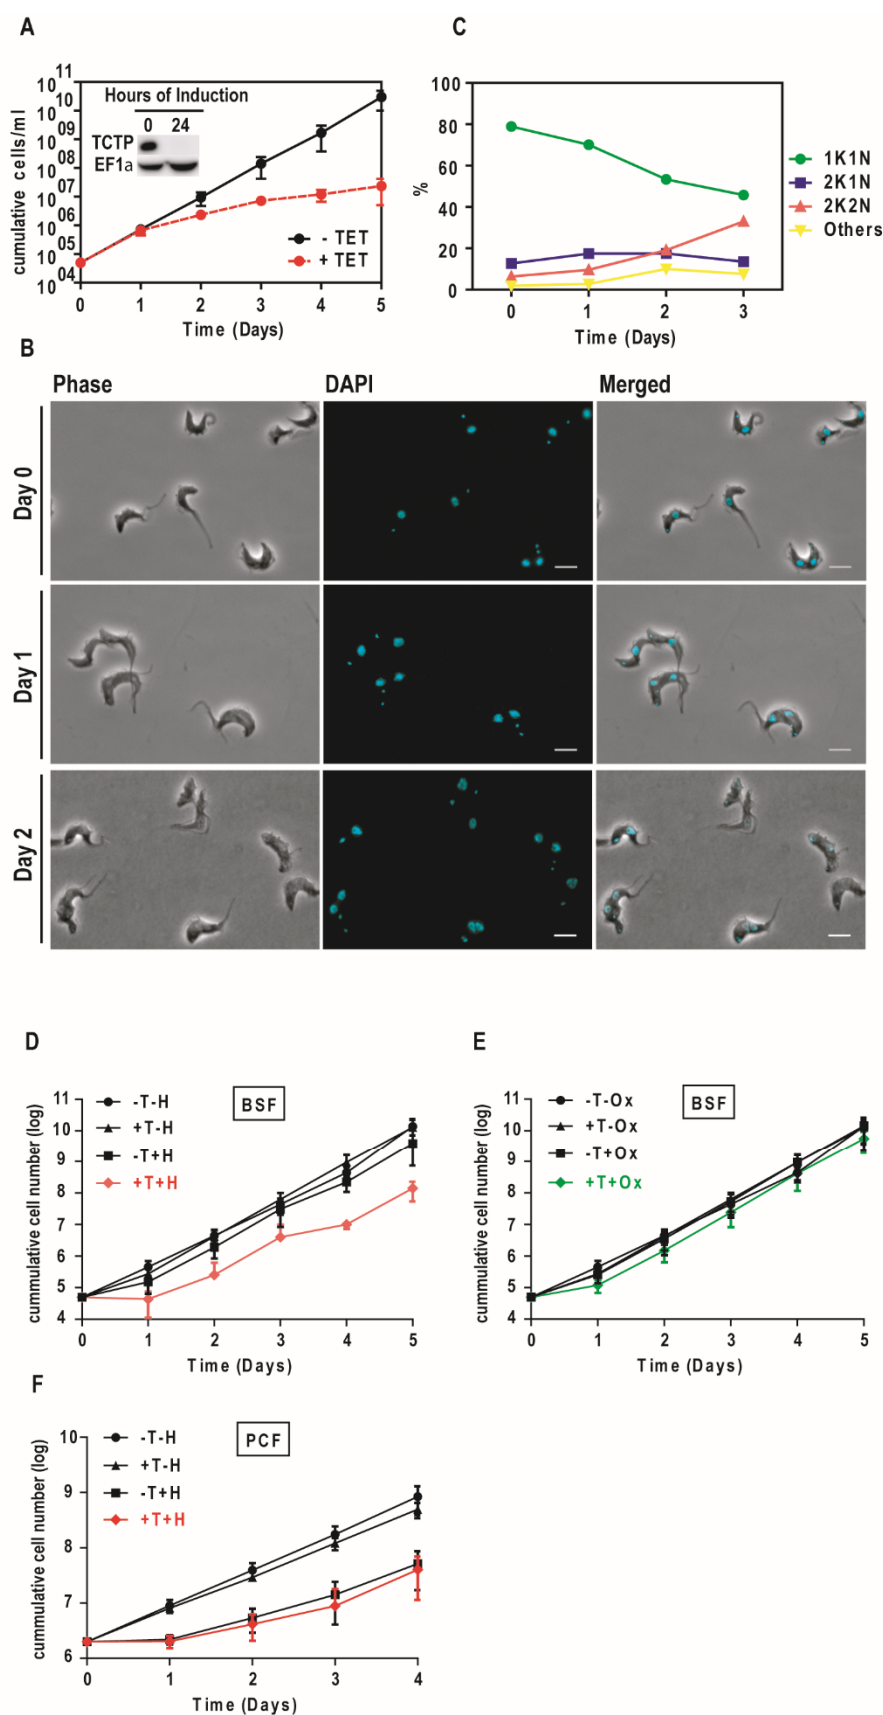 A
10^11
10^10
10^9
10^8
10^7
10^6
10^5
10^4
cumulative cells/ml
Hours of Induction
0 24
TCTP
EF1a
- TET
+ TET
0 1 2 3 4 5
Time (Days)
C
100
80
60
40
20
0
%
1K1N
2K1N
2K2N
Others
0 1 2 3
Time (Days)
B
Phase DAPI Merged
Day 0
Day 1
Day 2
D
11
10
9
8
7
6
5
4
cummulative cell number (log)
BSF
-T-H
+T-H
-T+H
+T+H
0 1 2 3 4 5
Time (Days)
E
11
10
9
8
7
6
5
4
cummulative cell number (log)
BSF
-T-Ox
+T-Ox
-T+Ox
+T+Ox
0 1 2 3 4 5
Time (Days)
F
10
9
8
7
6
cummulative cell number (log)
PCF
-T-H
+T-H
-T+H
+T+H
0 1 2 3 4
Time (Days)